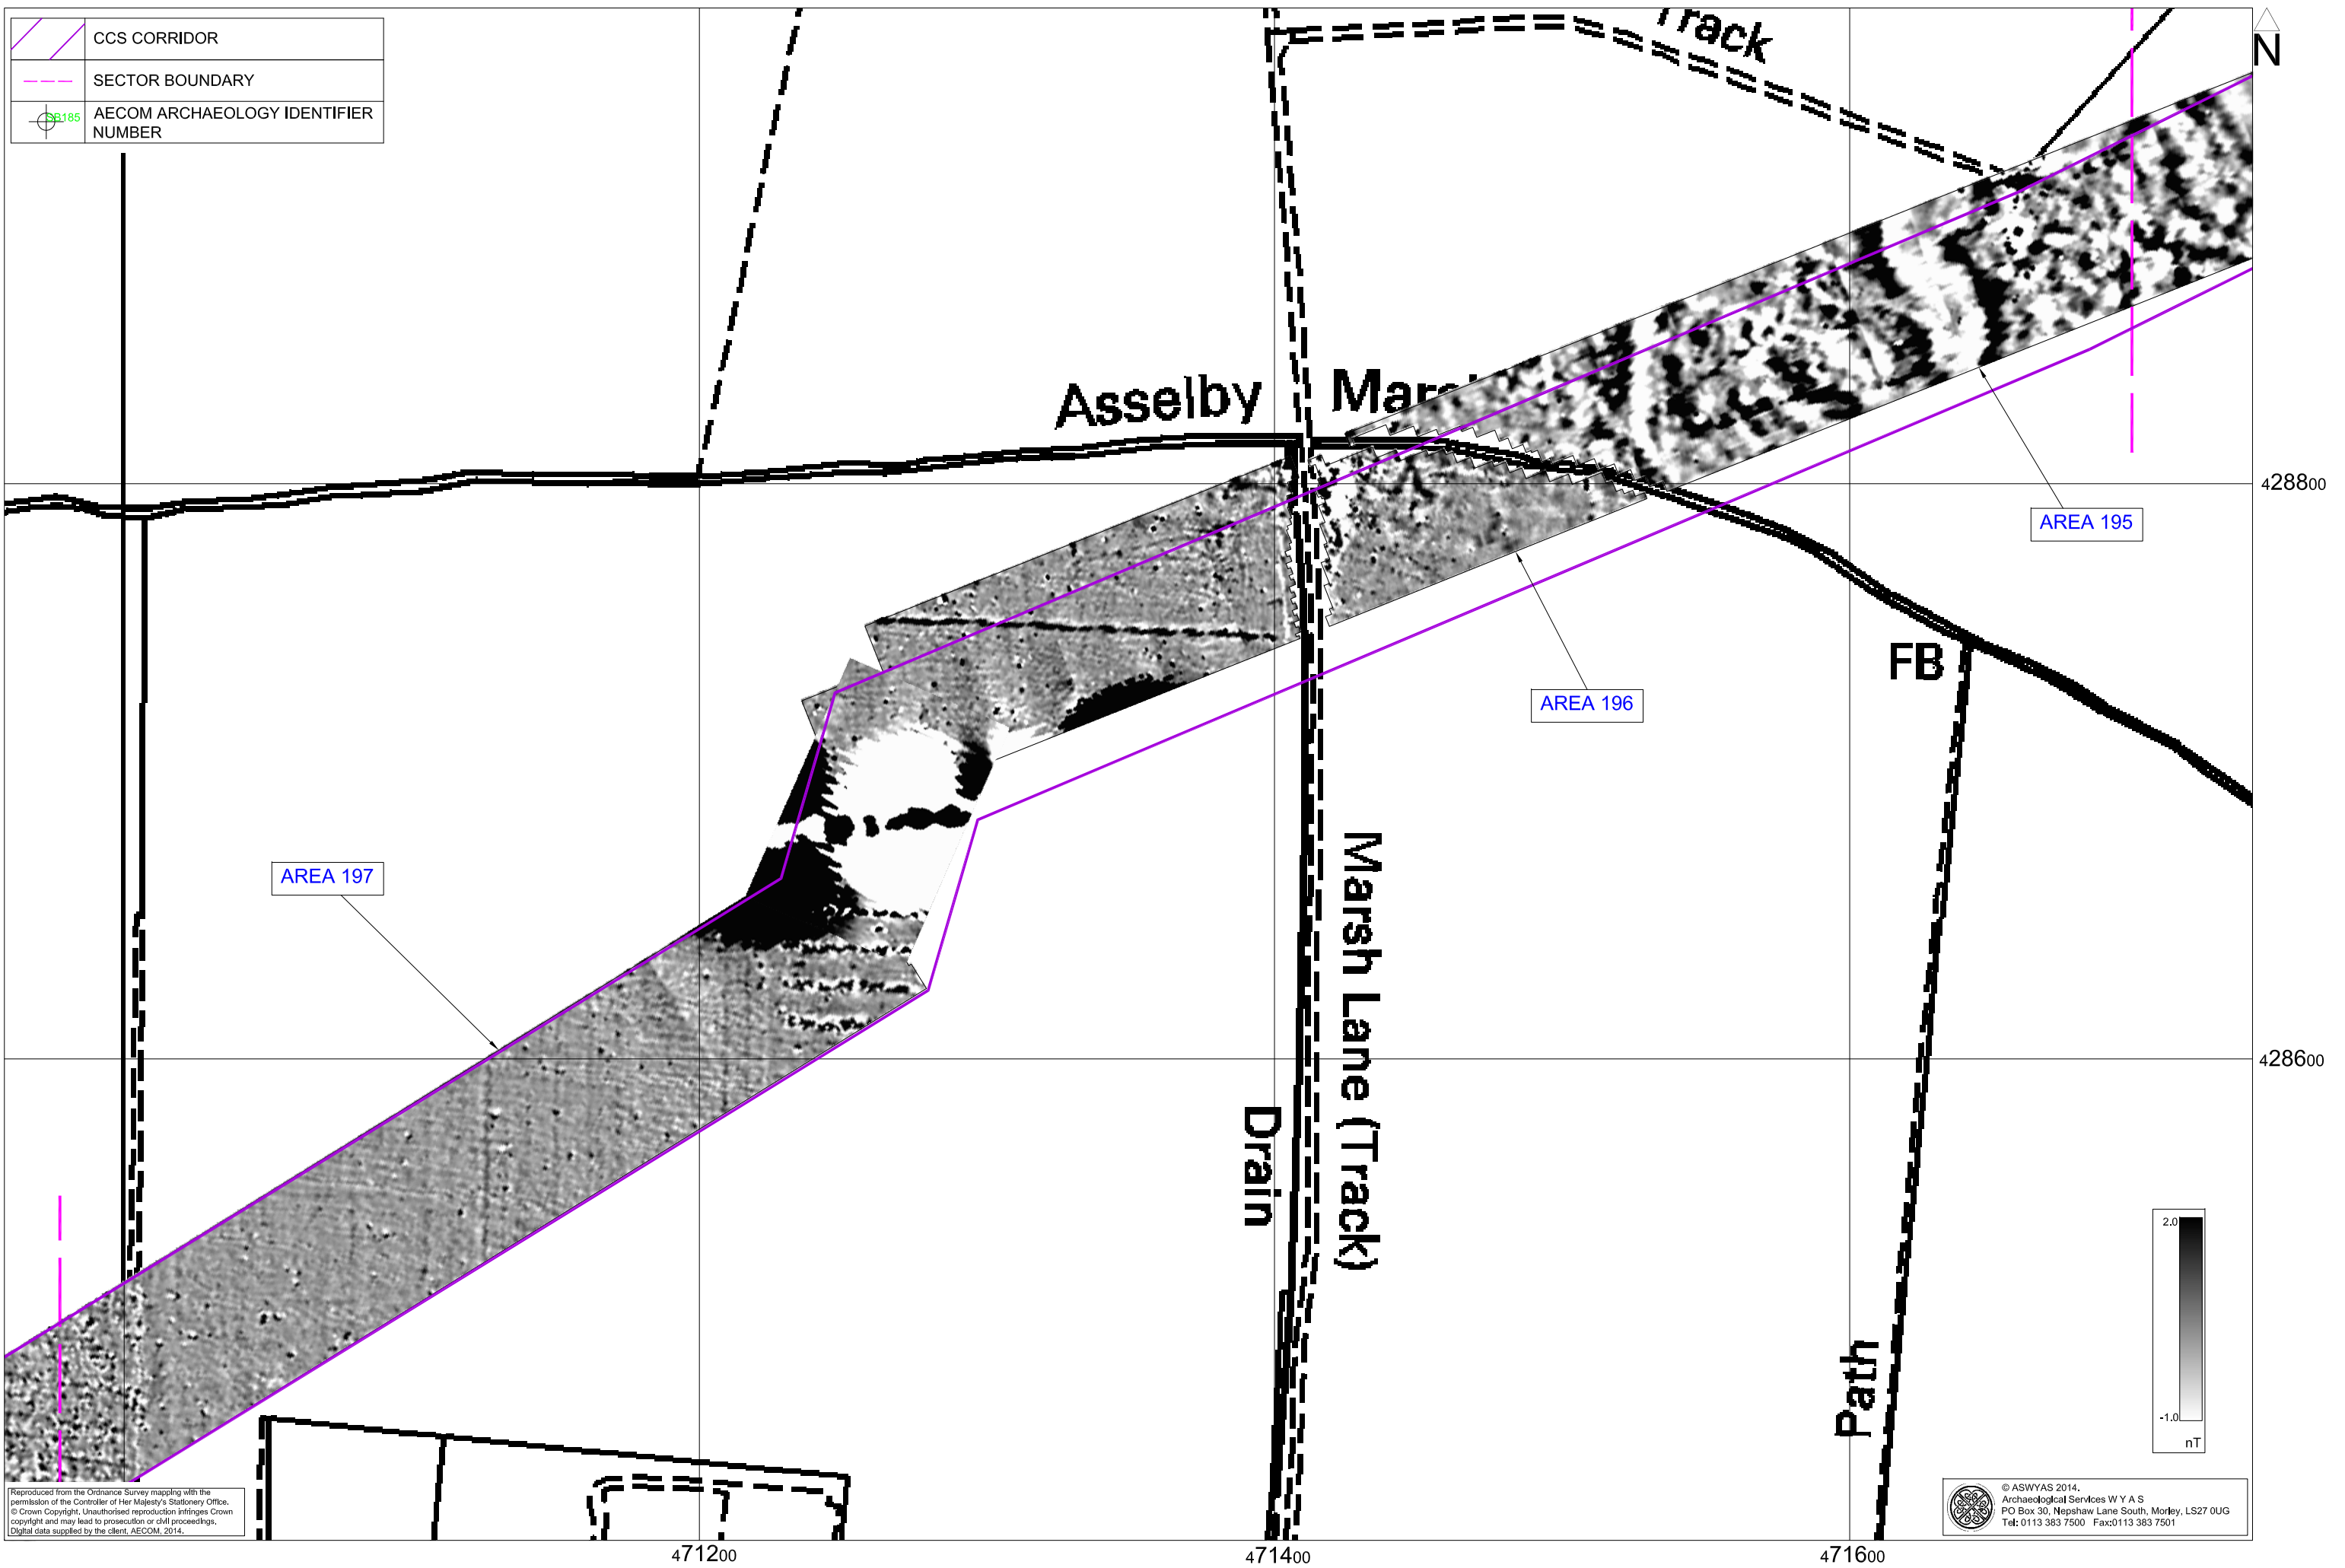 CCS CORRIDOR
SECTOR BOUNDARY
SB185
AECOM ARCHAEOLOGY IDENTIFIER
NUMBER
Track
N
Asselby Mars
428800
AREA 195
FB
AREA 196
Marsh Lane (Track)
AREA 197
428600
Drain
Path
2.0
-1.0
nT
Reproduced from the Ordnance Survey mapping with the
permission of the Controller of Her Majesty's Stationery Office.
© Crown Copyright. Unauthorised reproduction infringes Crown
copyright and may lead to prosecution or civil proceedings.
Digital data supplied by the client, AECOM, 2014.
© ASWYAS 2014.
Archaeological Services W Y A S
PO Box 30, Nepshaw Lane South, Morley, LS27 0UG
Tel: 0113 383 7500 Fax:0113 383 7501
471200
471400
471600